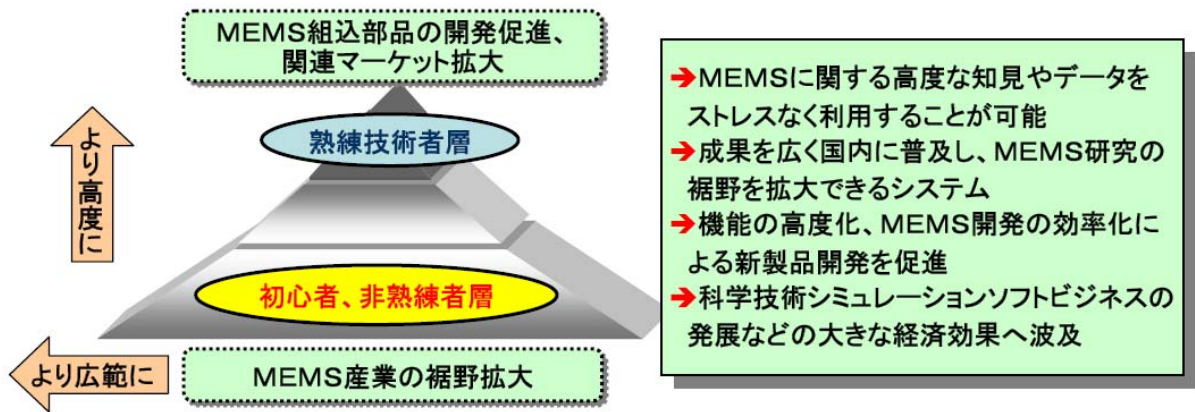 ＭＥＭＳ組込部品の開発促進、
関連マーケット拡大
より高度に
熟練技術者層
初心者、非熟練者層
より広範に
ＭＥＭＳ産業の裾野拡大
➔ＭＥＭＳに関する高度な知見やデータを
ストレスなく利用することが可能
➔成果を広く国内に普及し、ＭＥＭＳ研究の
裾野を拡大できるシステム
➔機能の高度化、ＭＥＭＳ開発の効率化に
よる新製品開発を促進
➔科学技術シミュレーションソフトビジネスの
発展などの大きな経済効果へ波及